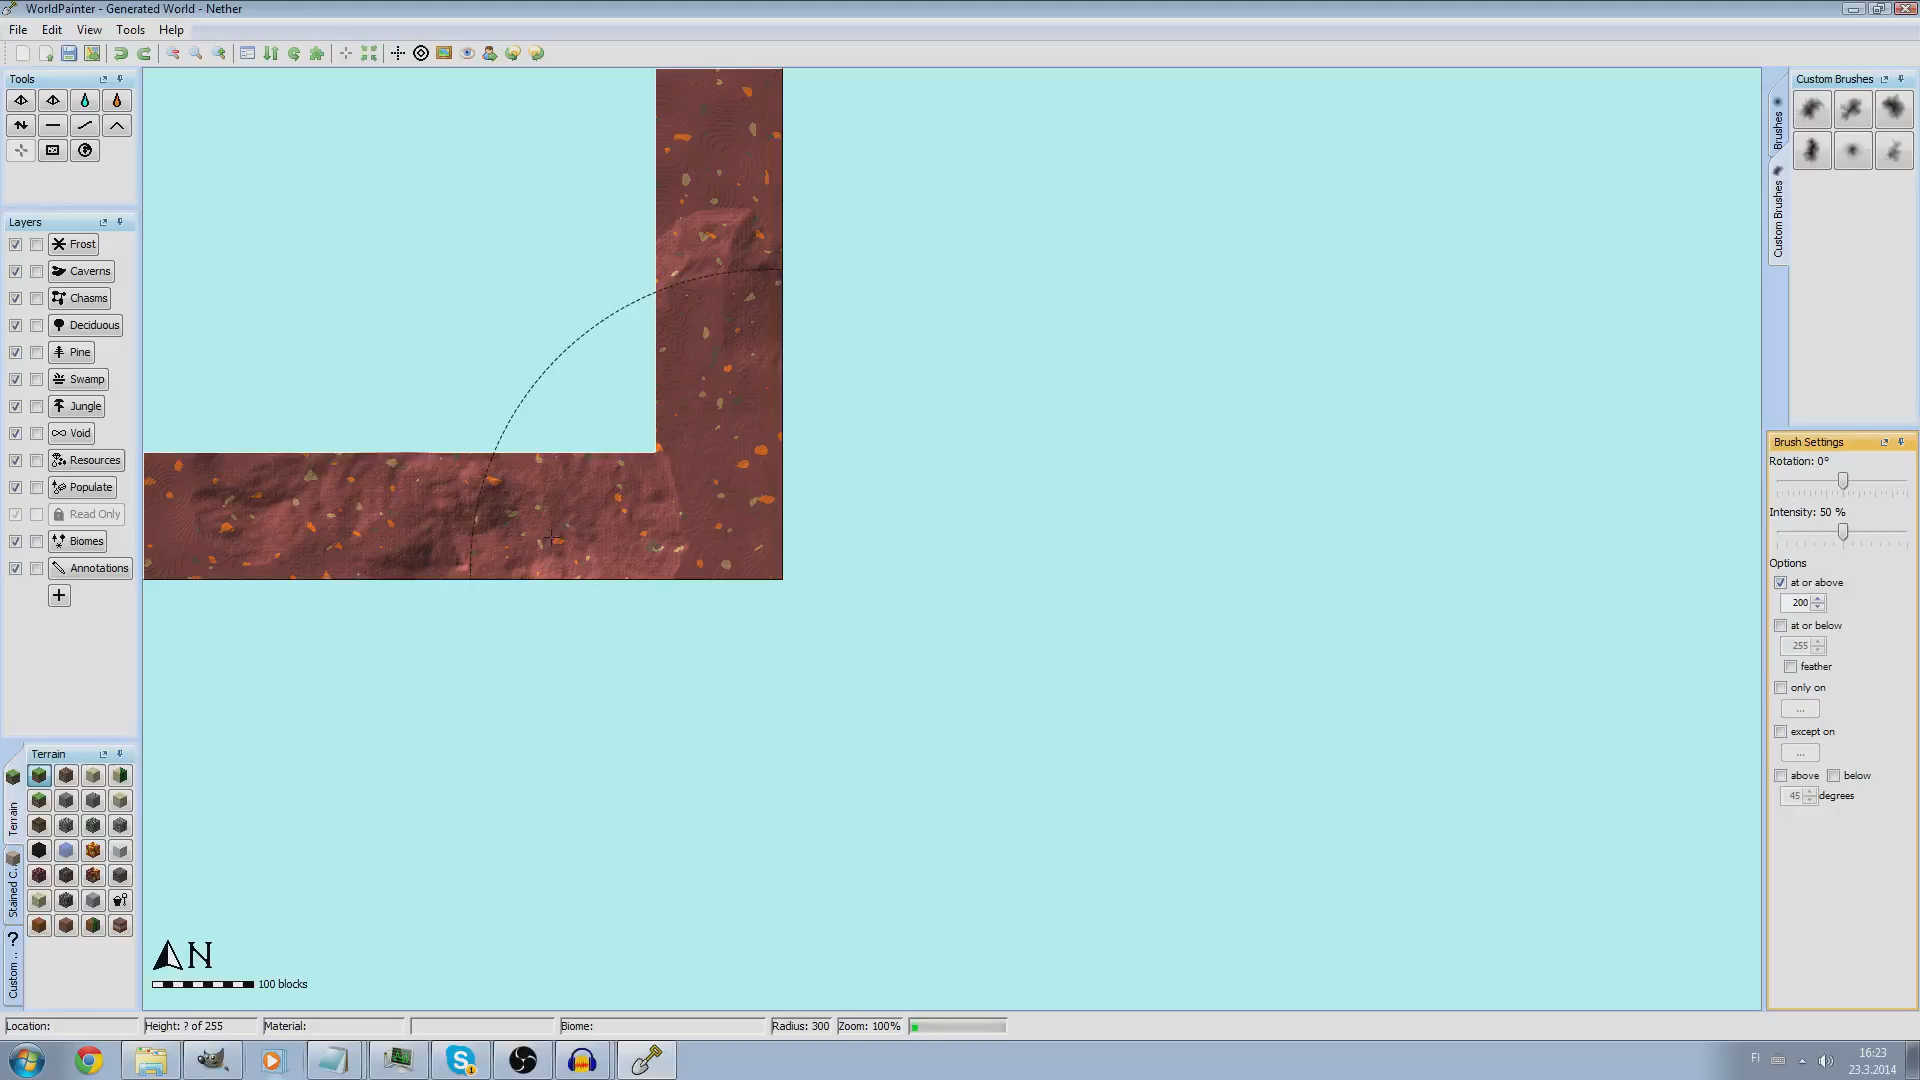 WorldPainter - Generated World - Nether
File Edit View Tools Help
Tools
Layers
Frost
Caverns
Chasms
Deciduous
Pine
Swamp
Jungle
Void
Resources
Populate
Read Only
Biomes
Annotations
Terrain
Terrain
Stained C...
?
Custom ...
N
100 blocks
Brushes
Custom Brushes
Custom Brushes
Brush Settings
Rotation: 0°
Intensity: 50 %
Options
at or above
200
at or below
255
feather
only on
...
except on
...
above below
45 degrees
Location: Height: ? of 255 Material: Biome: Radius: 300 Zoom: 100%
FI
16:23
23.3.2014